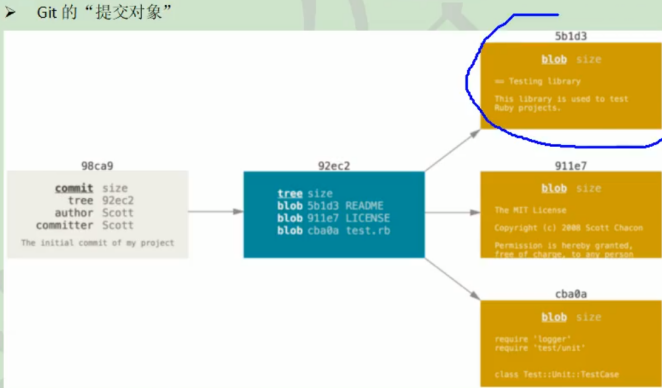 ➢ Git 的“提交对象”
5b1d3
blob size
== Testing library
This library is used to test
Ruby projects.
98ca9
commit size
tree 92ec2
author Scott
committer Scott
The initial commit of my project
92ec2
tree size
blob 5b1d3 README
blob 911e7 LICENSE
blob cba0a test.rb
911e7
blob size
The MIT License
Copyright (c) 2008 Scott Chacon
Permission is hereby granted,
free of charge, to any person
cba0a
blob size
require 'logger'
require 'test/unit'
class Test::Unit::TestCase